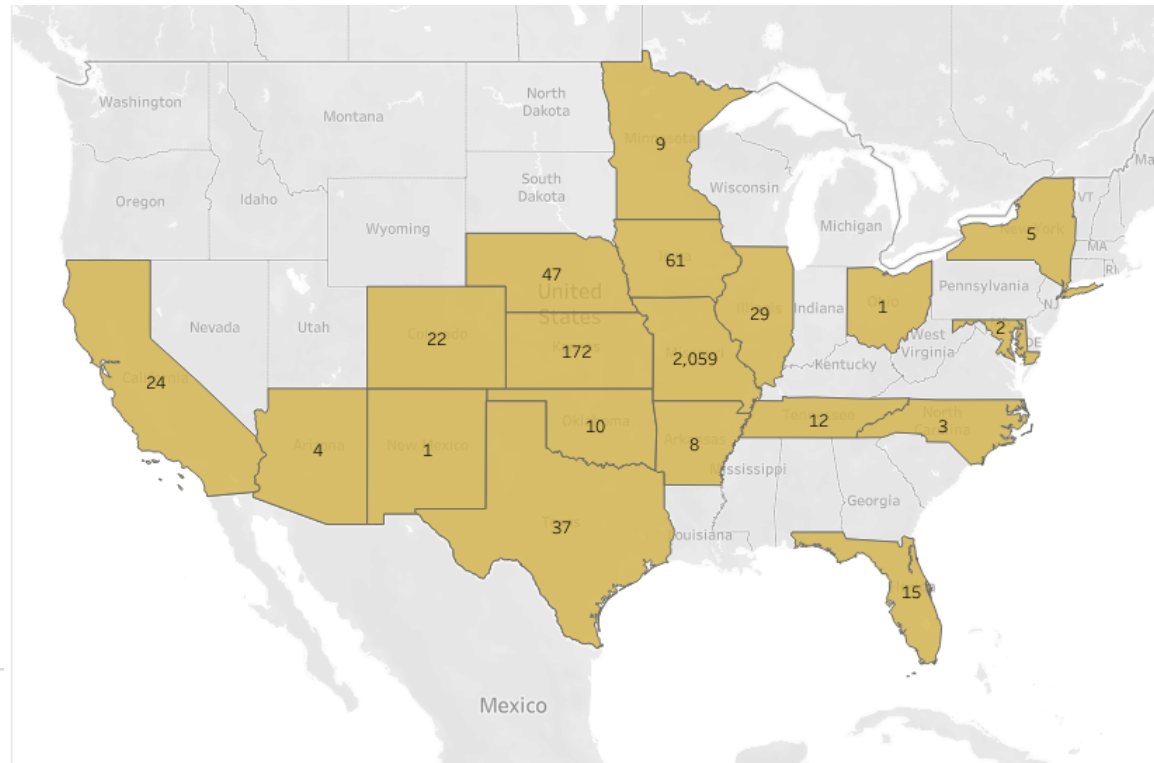 Washington
Montana
North
Dakota
Minnesota
9
Ma
Oregon
Idaho
South
Dakota
Wisconsin
Michigan
VT
New York
5
MA
RI
Wyoming
47
United
States
61
Illinois
29
Indiana
Ohio
1
Pennsylvania
NJ
Nevada
Utah
Colorado
22
Kansas
172
Missouri
2,059
West
Virginia
2
DE
Kentucky
California
24
Arizona
4
New Mexico
1
Oklahoma
10
Arkansas
8
Tennessee
12
North
Carolina
3
Mississippi
Georgia
Texas
37
Louisiana
15
Mexico